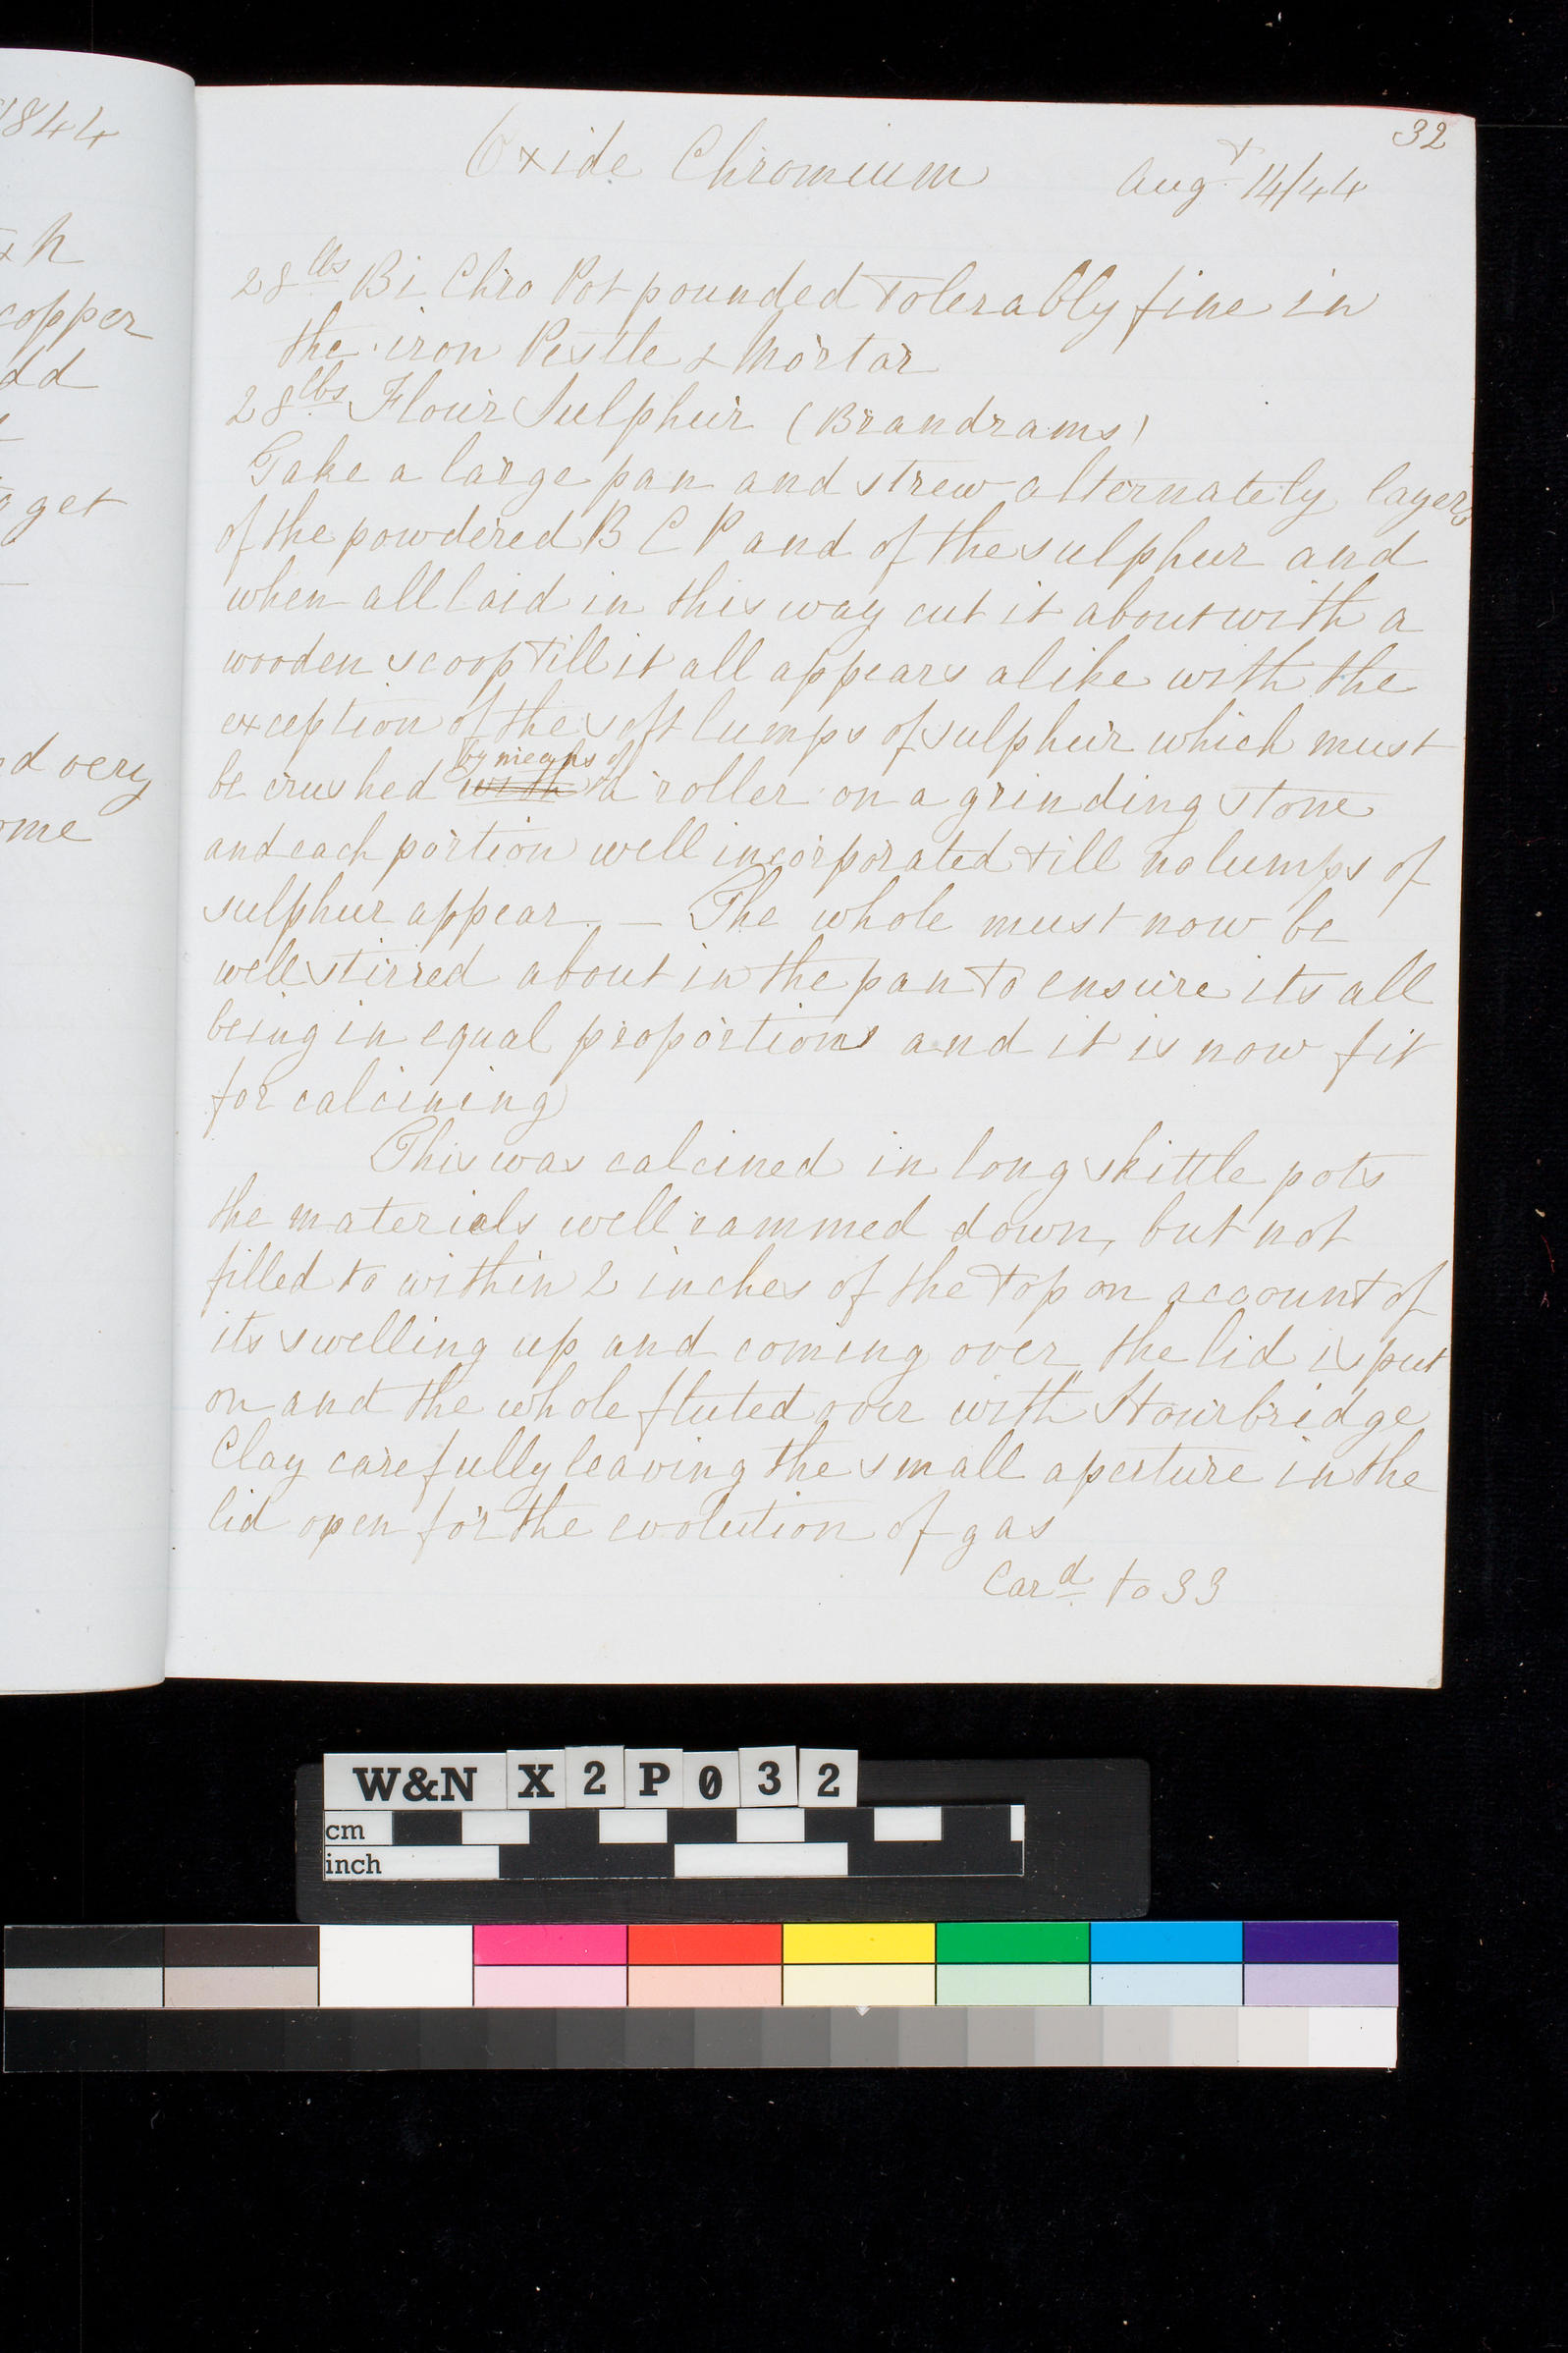 1844
h
copper
dd
get
d very
ome
32
Oxide Chromium Augt 14/44
28 lbs Bi Chro Pot pounded tolerably fine in
the iron Pestle & Mortar
28 lbs Flour Sulphur (Brandrams)
Take a large pan and strew alternately layers
of the powdered B C P and of the sulphur and
when all laid in this way cut it about with a
wooden scoop till it all appears alike with the
exception of the soft lumps of sulphur which must
by means of
be crushed with a roller on a grinding stone
and each portion well incorporated till no lumps of
sulphur appear. — The whole must now be
well stirred about in the pan to ensure its all
being in equal proportions and it is now fit
for calcining
This was calcined in long skittle pots
the materials well rammed down, but not
filled to within 2 inches of the top on account of
its swelling up and coming over, the lid is put
on and the whole fluted over with Stourbridge
Clay carefully leaving the small aperture in the
lid open for the evolution of gas
Card to 33
W&N X2P032
cm
inch